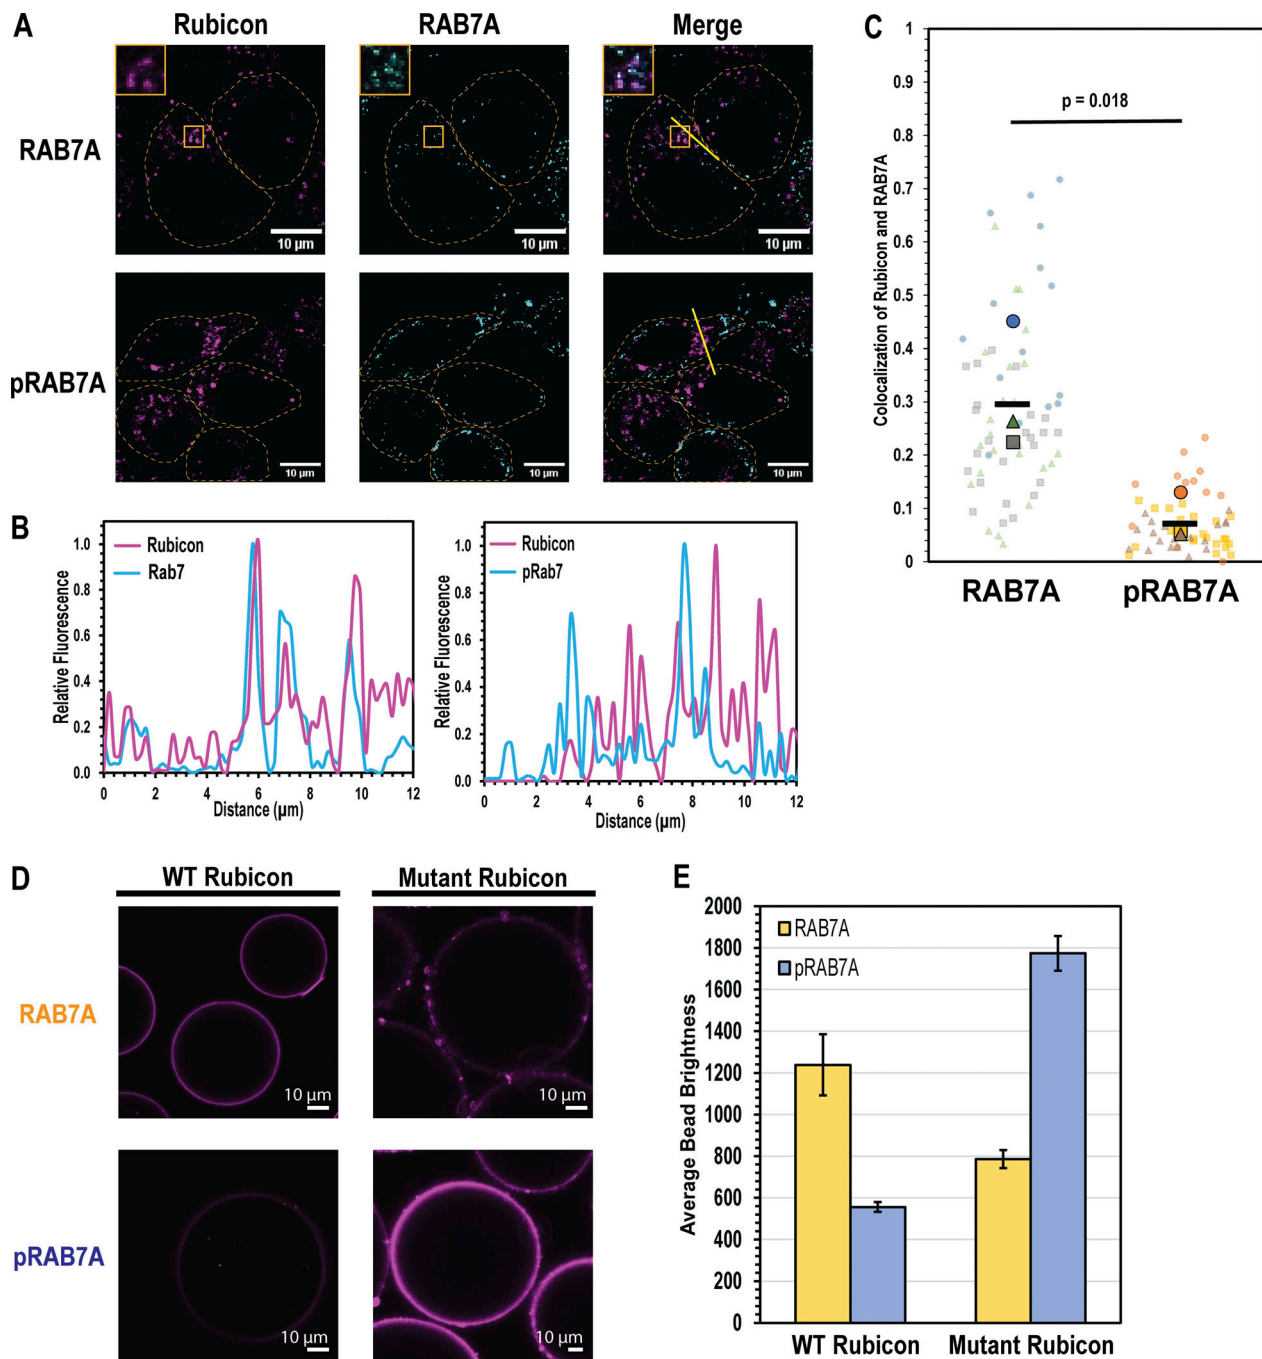 A
Rubicon
RAB7A
Merge
RAB7A
10 µm
10 µm
10 µm
pRAB7A
10 µm
10 µm
10 µm
B
Relative Fluorescence
1.0
0.8
0.6
0.4
0.2
0.0
Rubicon
Rab7
0 2 4 6 8 10 12
Distance (µm)
Relative Fluorescence
1.0
0.8
0.6
0.4
0.2
0.0
Rubicon
pRab7
0 2 4 6 8 10 12
Distance (µm)
C
Colocalization of Rubicon and RAB7A
1
0.9
0.8
0.7
0.6
0.5
0.4
0.3
0.2
0.1
0
p = 0.018
RAB7A
pRAB7A
D
WT Rubicon
Mutant Rubicon
RAB7A
10 µm
10 µm
pRAB7A
10 µm
10 µm
E
Average Bead Brightness
2000
1800
1600
1400
1200
1000
800
600
400
200
0
RAB7A
pRAB7A
WT Rubicon
Mutant Rubicon